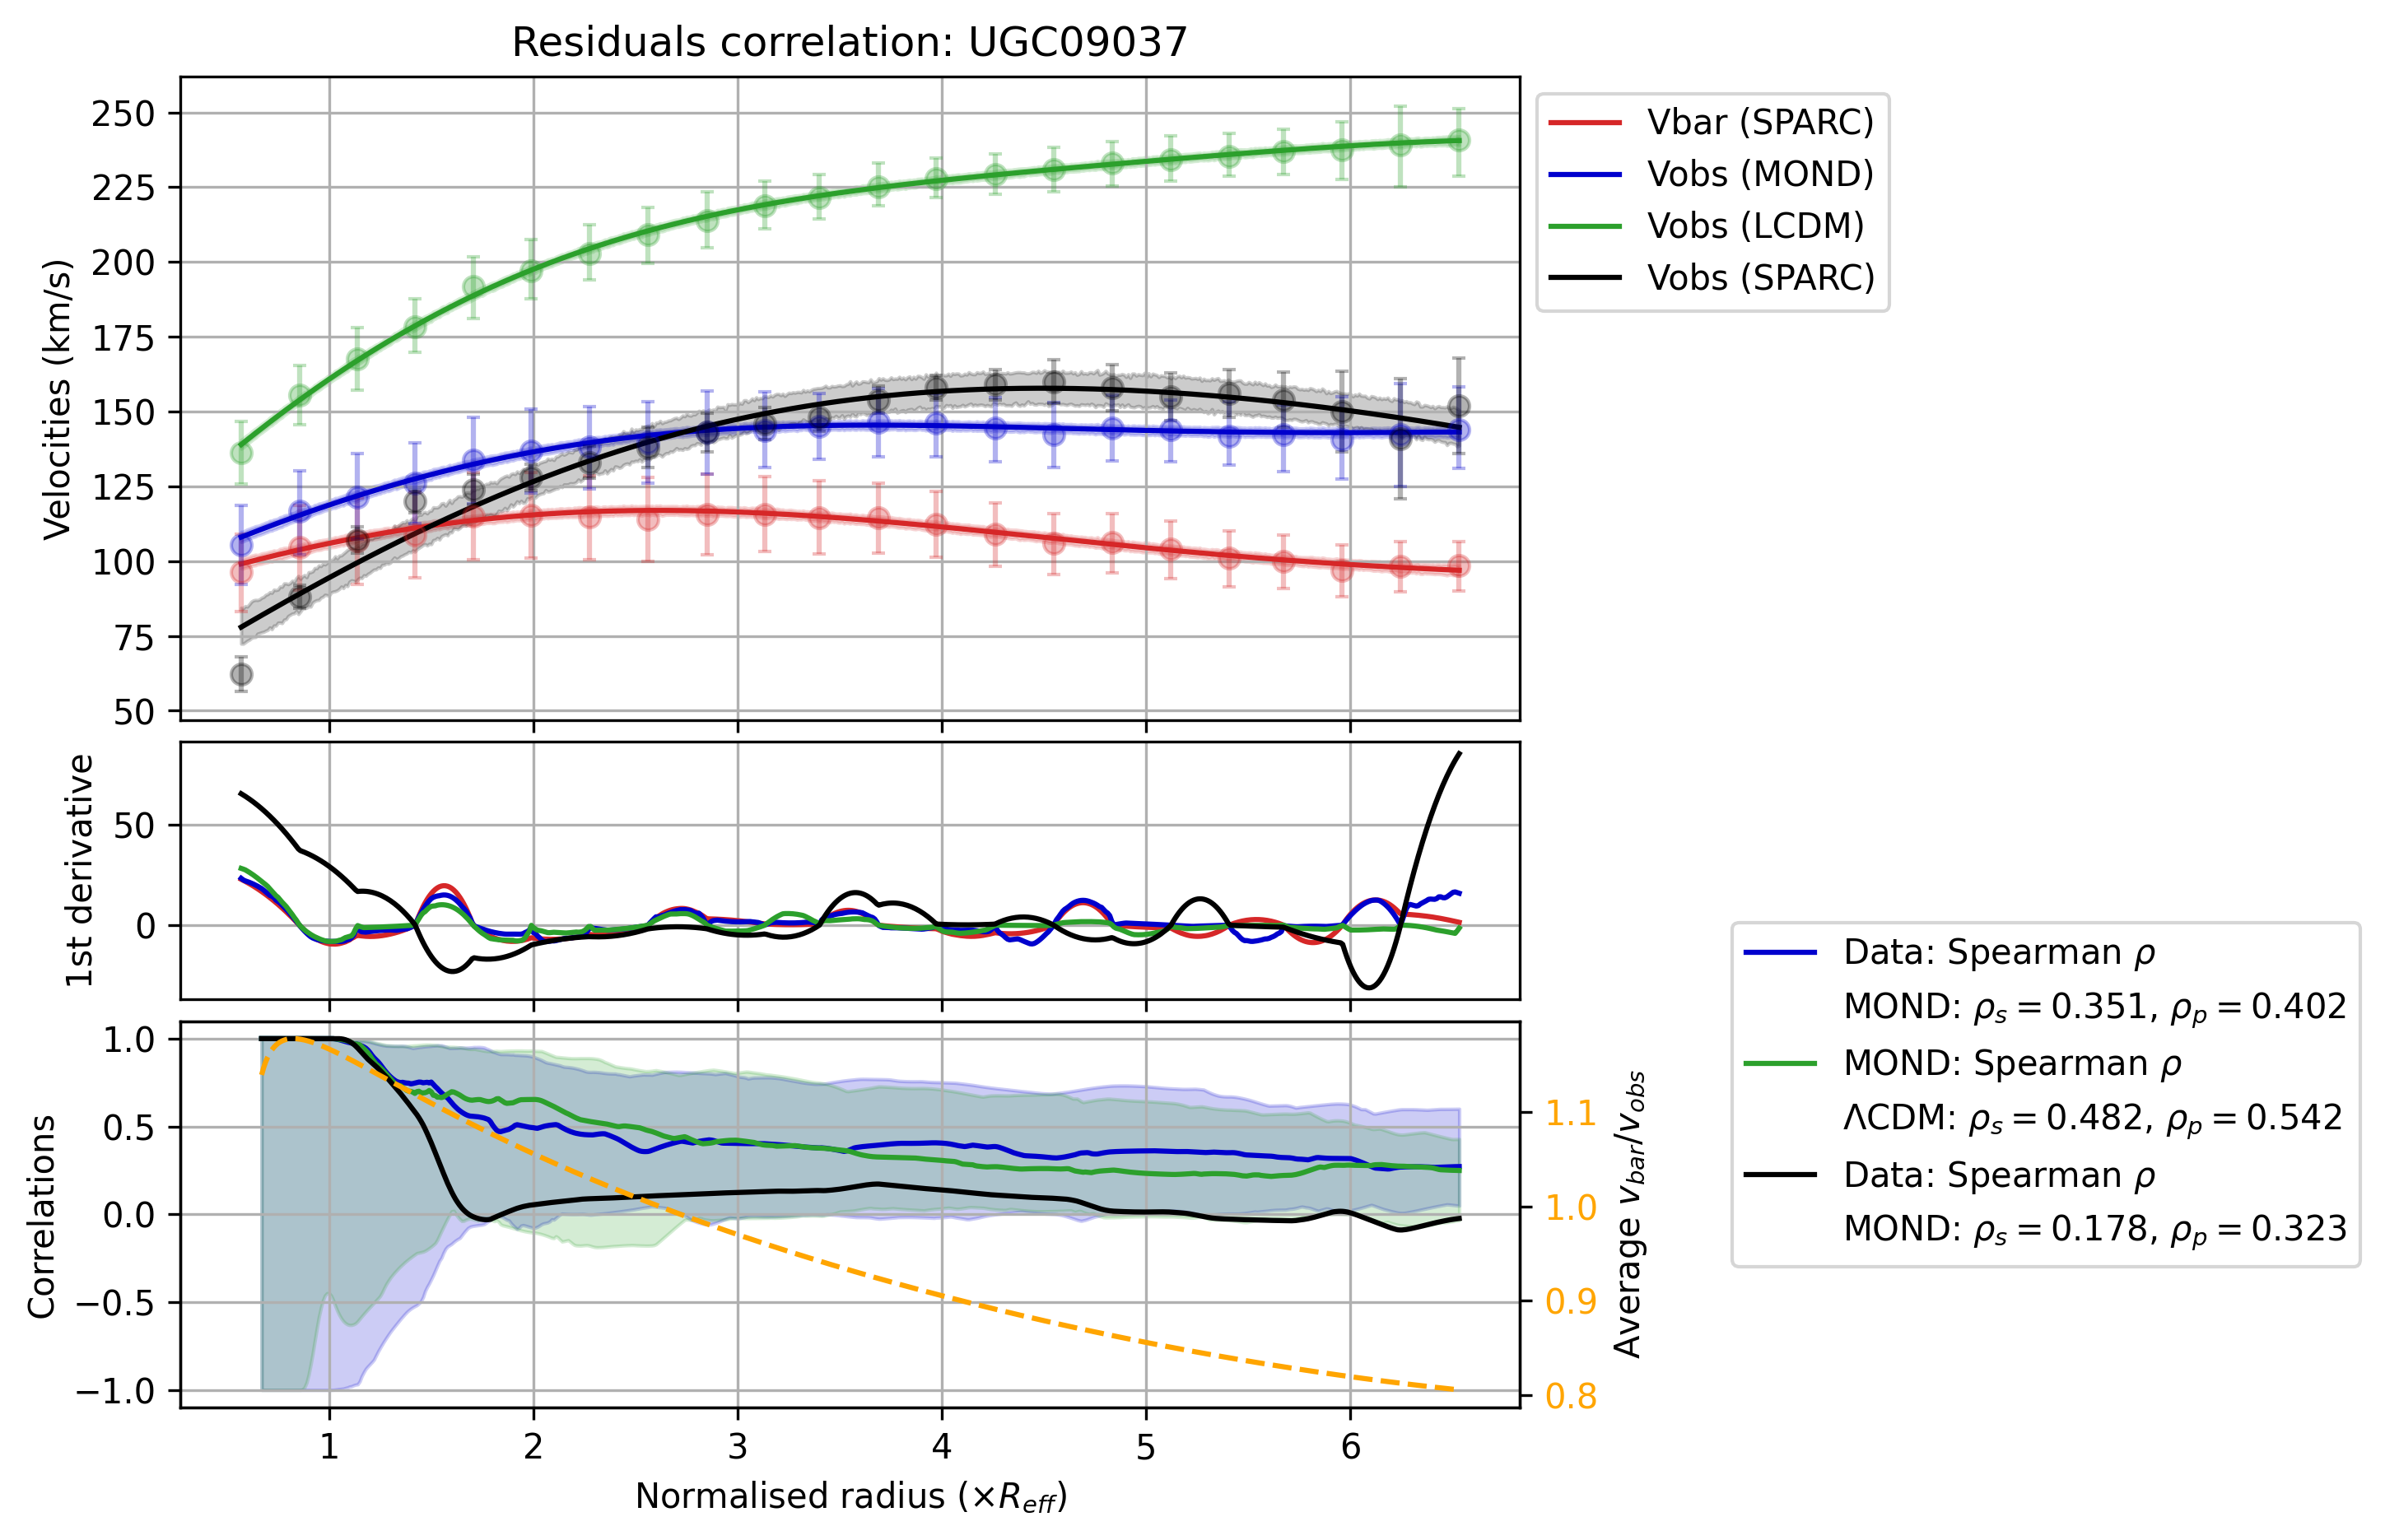 Residuals correlation: UGC09037
Velocities (km/s)
250
225
200
175
150
125
100
75
50
Vbar (SPARC)
Vobs (MOND)
Vobs (LCDM)
Vobs (SPARC)
1st derivative
50
0
Correlations
1.0
0.5
0.0
−0.5
−1.0
1.1
1.0
0.9
0.8
Average v_bar/v_obs
Data: Spearman ρ
MOND: ρ_s = 0.351, ρ_p = 0.402
MOND: Spearman ρ
ΛCDM: ρ_s = 0.482, ρ_p = 0.542
Data: Spearman ρ
MOND: ρ_s = 0.178, ρ_p = 0.323
1 2 3 4 5 6
Normalised radius (×R_eff)